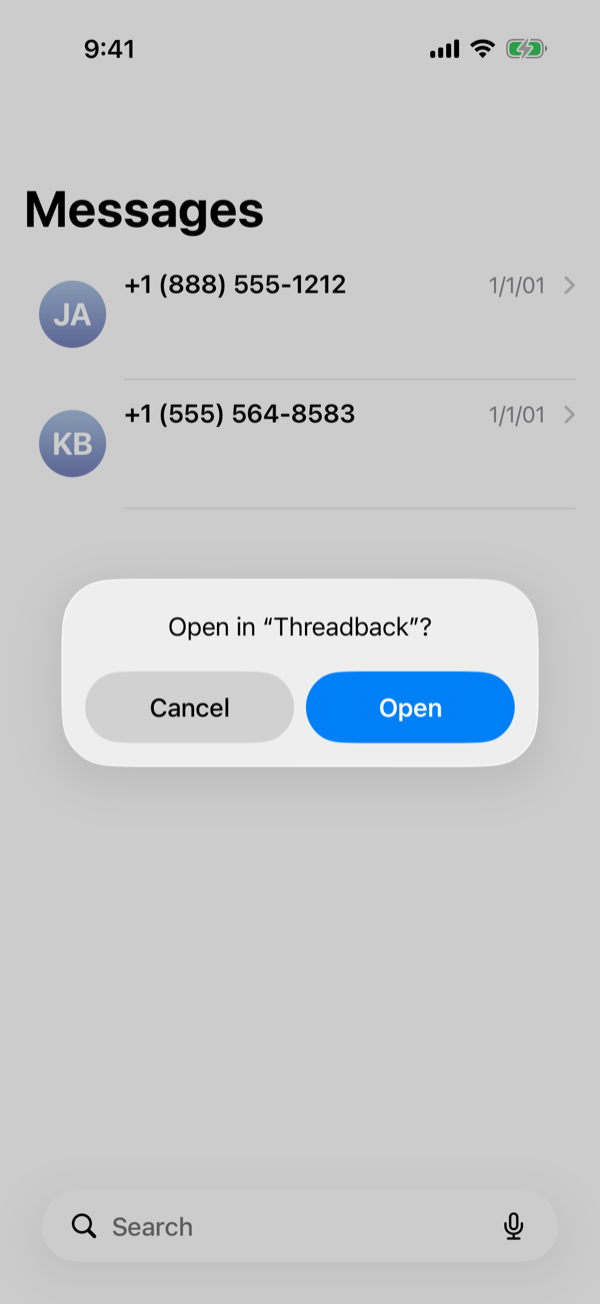 9:41
Messages
JA
+1 (888) 555-1212
1/1/01
KB
+1 (555) 564-8583
1/1/01
Open in “Threadback”?
Cancel
Open
Search